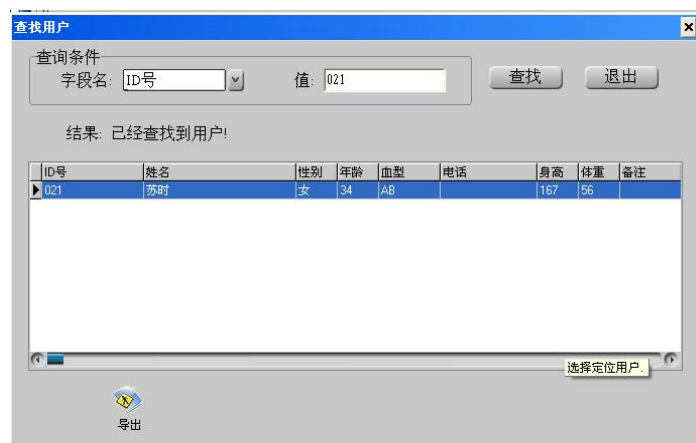 查找用户
查询条件
字段名: ID号 值: 021 查找 退出
结果: 已经查找到用户!
ID号 姓名 性别 年龄 血型 电话 身高 体重 备注
021 苏时 女 34 AB 167 56
选择定位用户.
导出